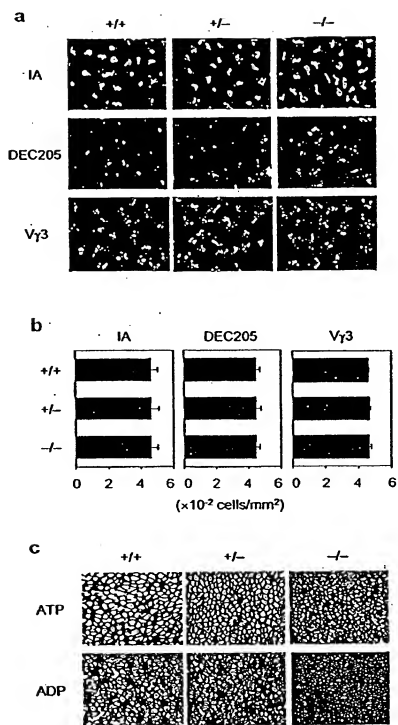 a
+/+ +/– –/–
IA
DEC205
Vγ3
b
IA DEC205 Vγ3
+/+
+/–
–/–
0 2 4 6 0 2 4 6 0 2 4 6
(×10⁻² cells/mm²)
c
+/+ +/– –/–
ATP
ADP